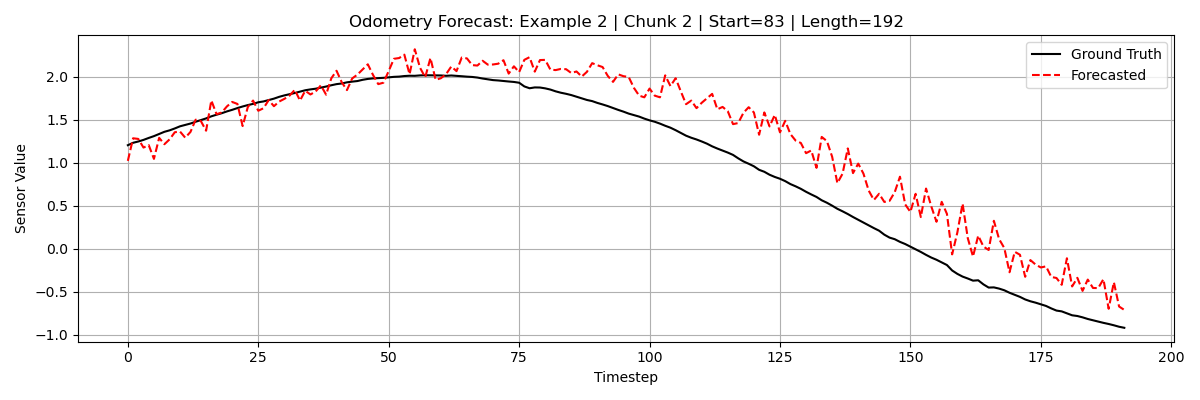 Odometry Forecast: Example 2 | Chunk 2 | Start=83 | Length=192
Sensor Value
2.0
1.5
1.0
0.5
0.0
−0.5
−1.0
Ground Truth
Forecasted
0 25 50 75 100 125 150 175 200
Timestep